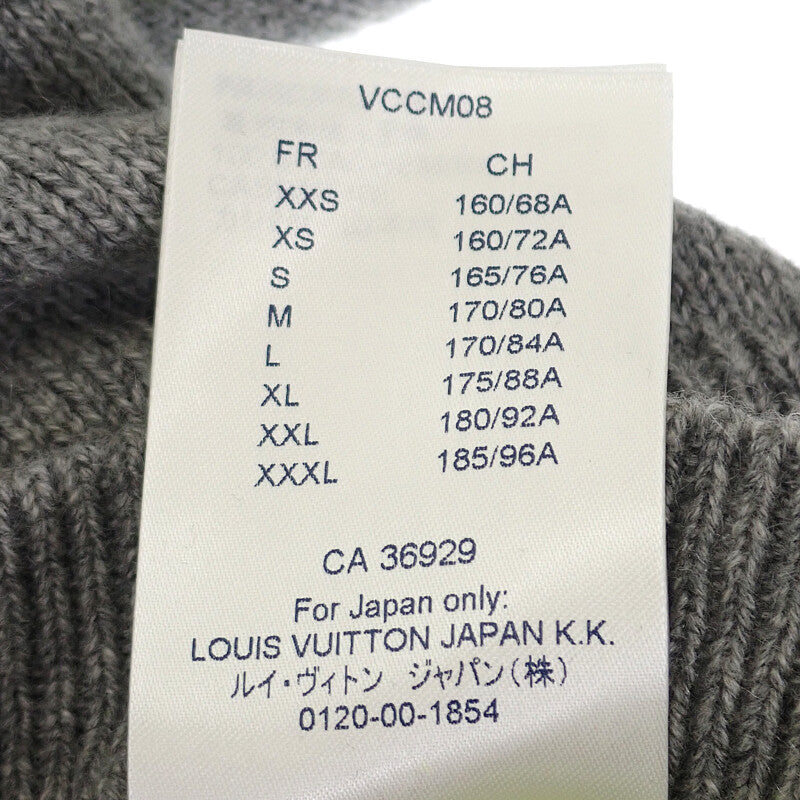 VCCM08
FR CH
XXS 160/68A
XS 160/72A
S 165/76A
M 170/80A
L 170/84A
XL 175/88A
XXL 180/92A
XXXL 185/96A
CA 36929
For Japan only:
LOUIS VUITTON JAPAN K.K.
ルイ・ヴィトン ジャパン(株)
0120-00-1854